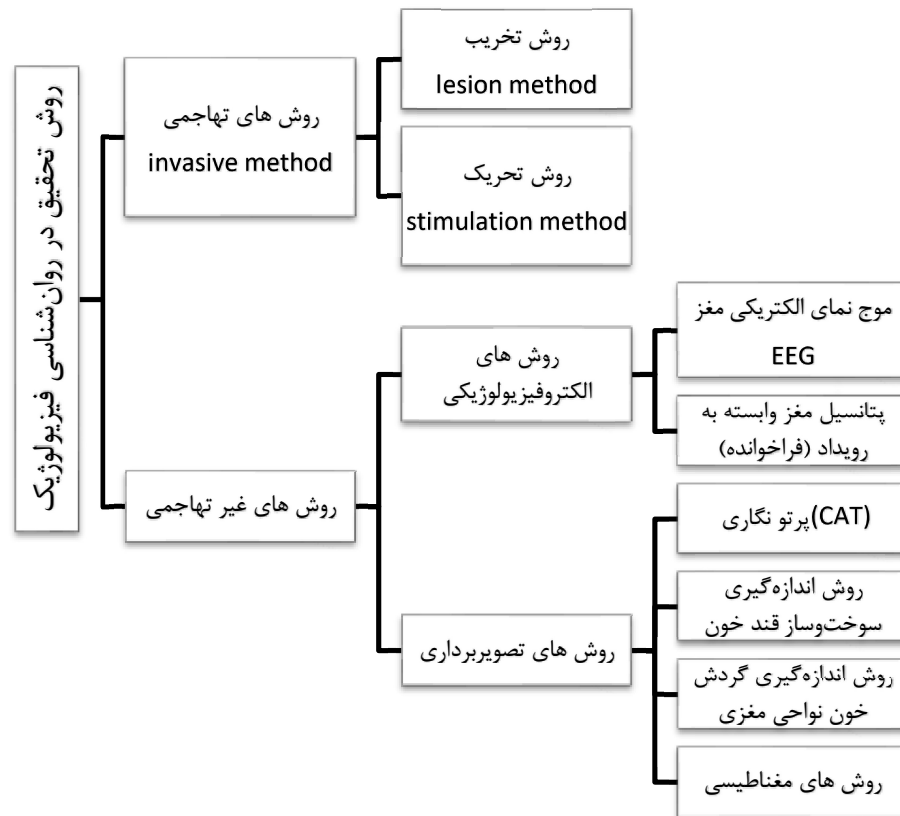 روش تحقیق در روان‌شناسی فیزیولوژیک
روش های تهاجمی
invasive method
روش تخریب
lesion method
روش تحریک
stimulation method
روش های غیر تهاجمی
روش های
الکتروفیزیولوژیکی
موج نمای الکتریکی مغز
EEG
پتانسیل مغز وابسته به
رویداد (فراخوانده)
روش های تصویربرداری
(CAT)پرتو نگاری
روش اندازه‌گیری
سوخت‌وساز قند خون
روش اندازه‌گیری گردش
خون نواحی مغزی
روش های مغناطیسی